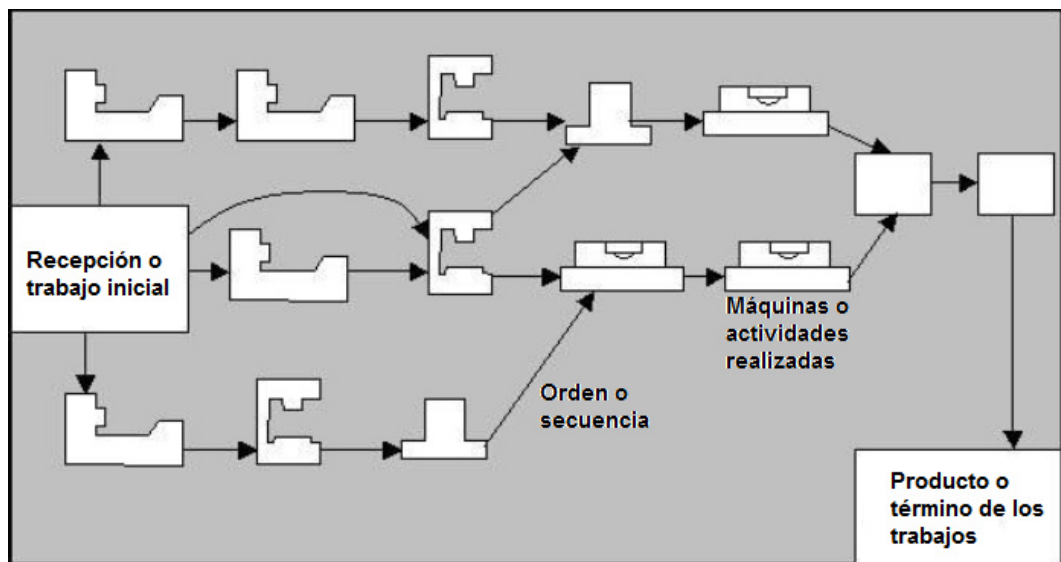 Recepción o
trabajo inicial
Máquinas o
actividades
realizadas
Orden o
secuencia
Producto o
término de los
trabajos